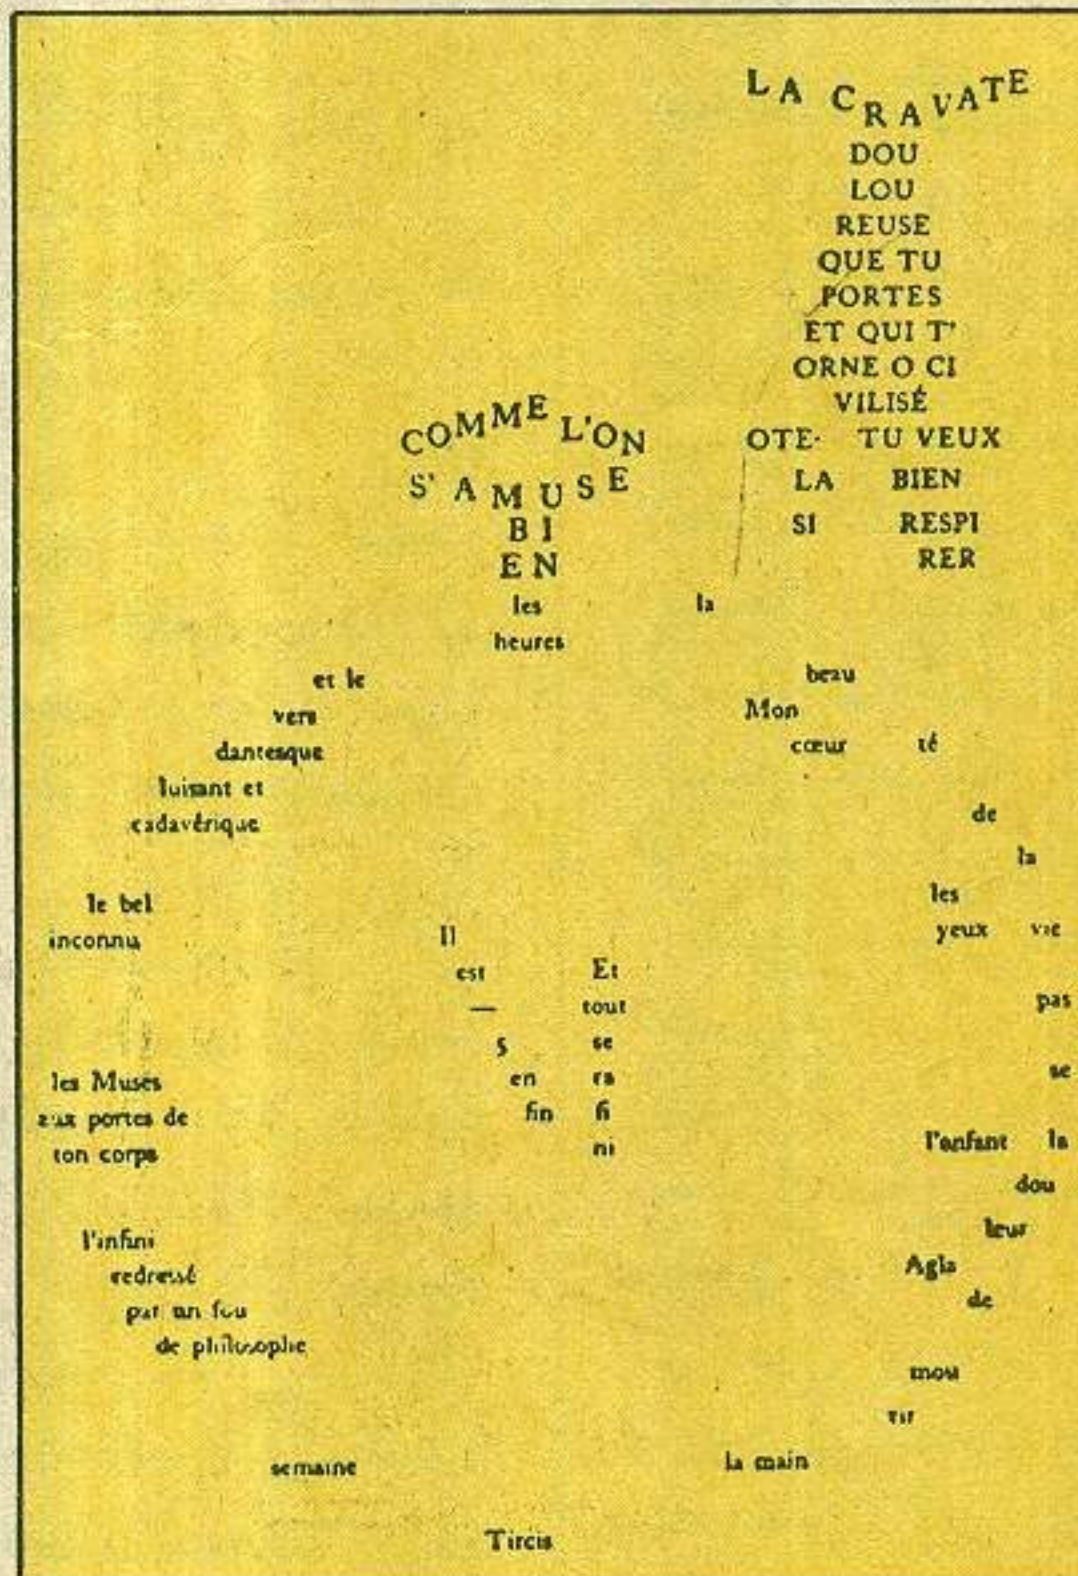 LA CRAVATE
DOU
LOU
REUSE
QUE TU
PORTES
ET QUI T'
ORNE O CI
VILISÉ
OTE- TU VEUX
LA BIEN
SI RESPI
RER
COMME L'ON
S'AMUSE
BI
EN
les
heures
la
beau
té
de
la
vie
pas
se
la
dou
leur
de
mou
rir
Mon
cœur
les
yeux
l'enfant
Agla
la main
Tircis
semaine
l'infini
redressé
par un fou
de philosophe
les Muses
aux portes de
ton corps
le bel
inconnu
et le
vers
dantesque
luisant et
cadavérique
Il
est
—
5
en
fin
Et
tout
se
ra
fi
ni